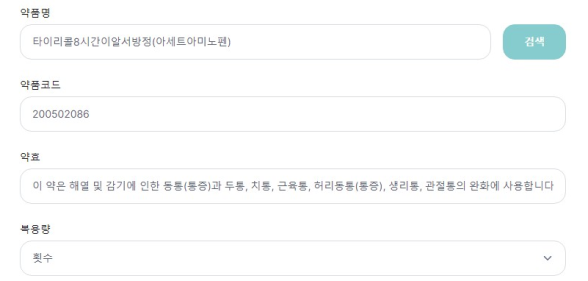 약품명
타이리콜8시간이알서방정(아세트아미노펜)
검색
약품코드
200502086
약효
이 약은 해열 및 감기에 인한 동통(통증)과 두통, 치통, 근육통, 허리동통(통증), 생리통, 관절통의 완화에 사용합니다
복용량
횟수